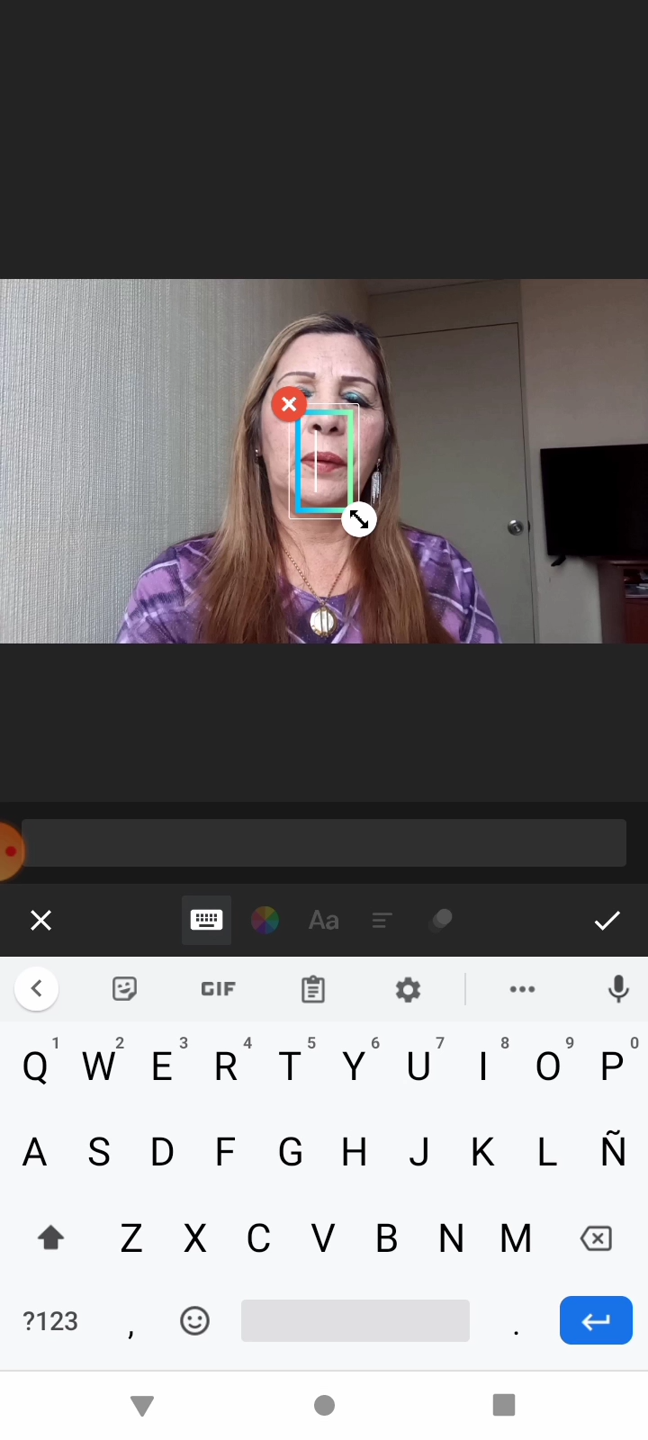 Aa
GIF
1 2 3 4 5 6 7 8 9 0
Q W E R T Y U I O P
A S D F G H J K L Ñ
Z X C V B N M
?123 , .